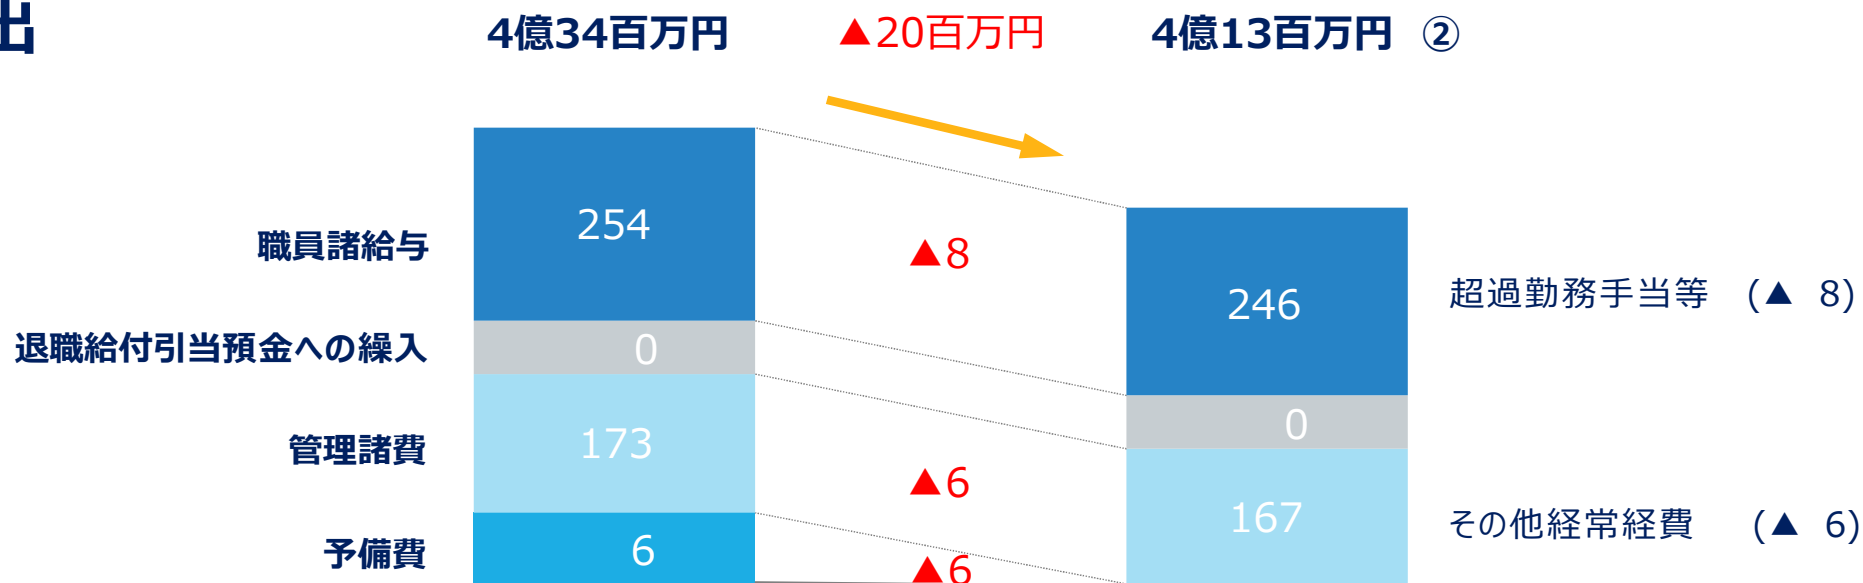 出
4億34百万円 ▲20百万円 4億13百万円 ②
職員諸給与 254 ▲8 246 超過勤務手当等 (▲ 8)
退職給付引当預金への繰入 0 0
管理諸費 173 ▲6 167 その他経常経費 (▲ 6)
予備費 6 ▲6